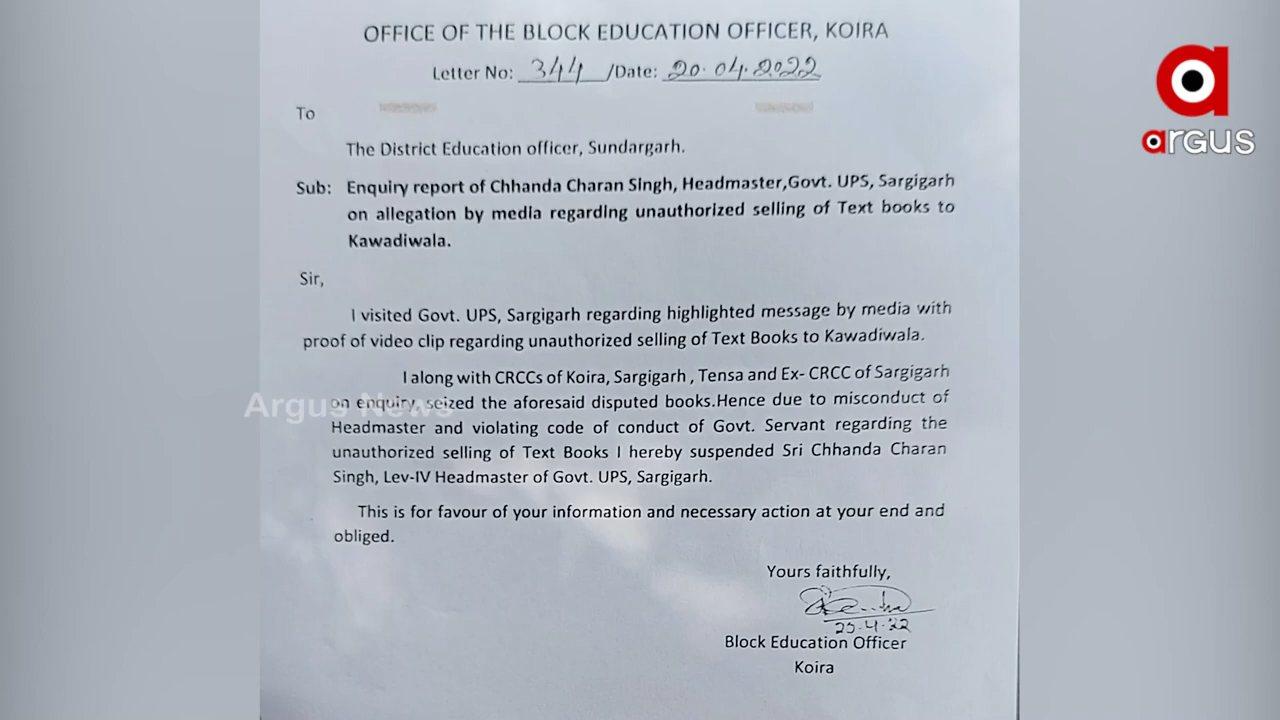 OFFICE OF THE BLOCK EDUCATION OFFICER, KOIRA
Letter No: 344 /Date: 20.04.2022
argus
To
The District Education officer, Sundargarh.
Sub: Enquiry report of Chhanda Charan Singh, Headmaster,Govt. UPS, Sargigarh
on allegation by media regarding unauthorized selling of Text books to
Kawadiwala.
Sir,
I visited Govt. UPS, Sargigarh regarding highlighted message by media with
proof of video clip regarding unauthorized selling of Text Books to Kawadiwala.
I along with CRCCs of Koira, Sargigarh , Tensa and Ex- CRCC of Sargigarh
Argus News
on enquiry, seized the aforesaid disputed books.Hence due to misconduct of
Headmaster and violating code of conduct of Govt. Servant regarding the
unauthorized selling of Text Books I hereby suspended Sri Chhanda Charan
Singh, Lev-IV Headmaster of Govt. UPS, Sargigarh.
This is for favour of your information and necessary action at your end and
obliged.
Yours faithfully,
20.4.22
Block Education Officer
Koira